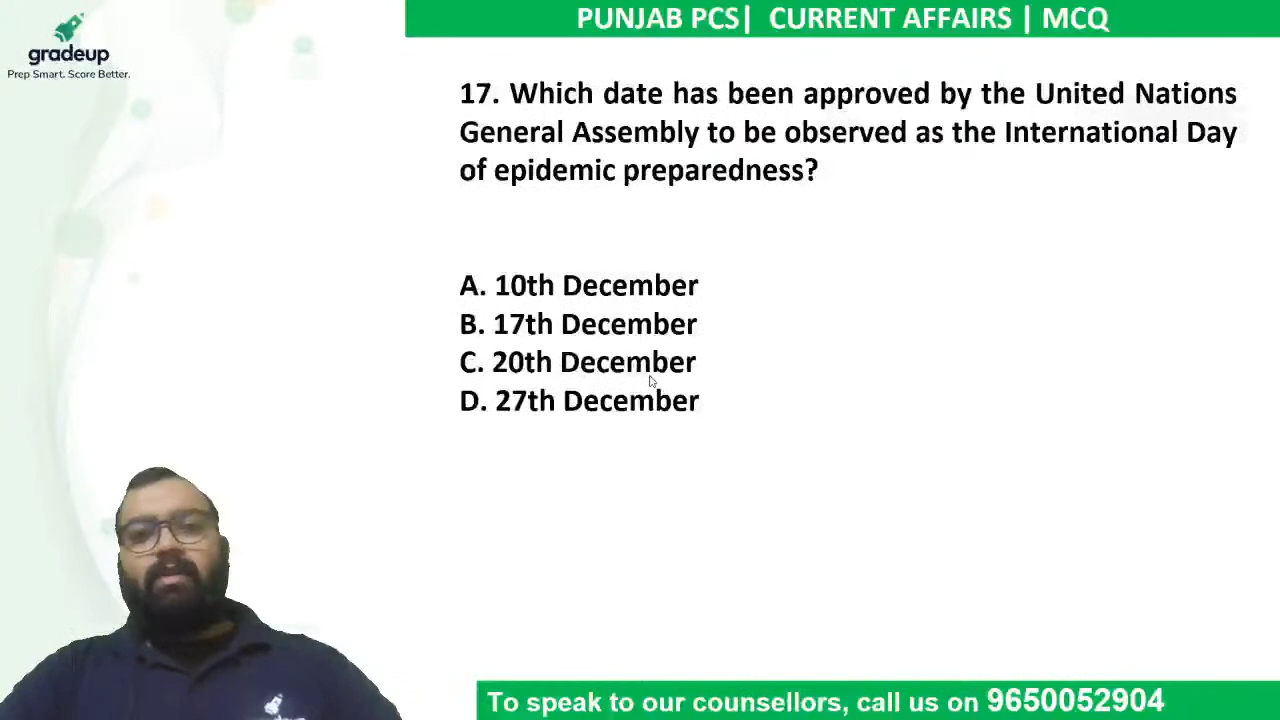 gradeup
Prep Smart. Score Better.
PUNJAB PCS| CURRENT AFFAIRS | MCQ
17. Which date has been approved by the United Nations
General Assembly to be observed as the International Day
of epidemic preparedness?
A. 10th December
B. 17th December
C. 20th December
D. 27th December
To speak to our counsellors, call us on 9650052904